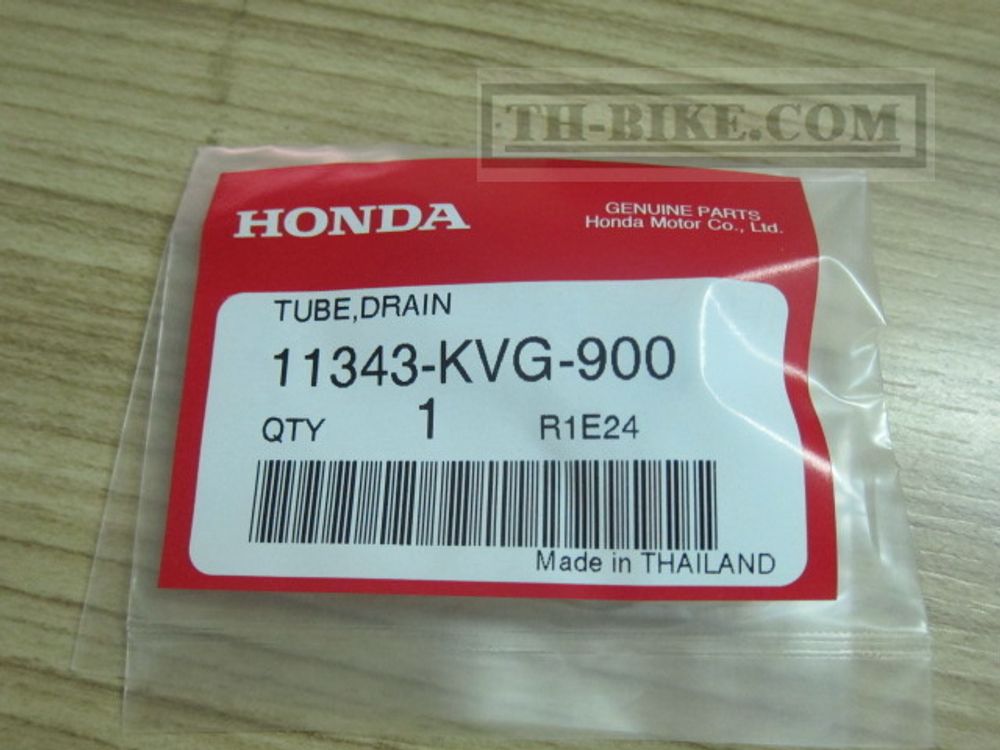 TH-BIKE.COM
HONDA
GENUINE PARTS
Honda Motor Co., Ltd.
TUBE,DRAIN
11343-KVG-900
QTY 1 R1E24
Made in THAILAND